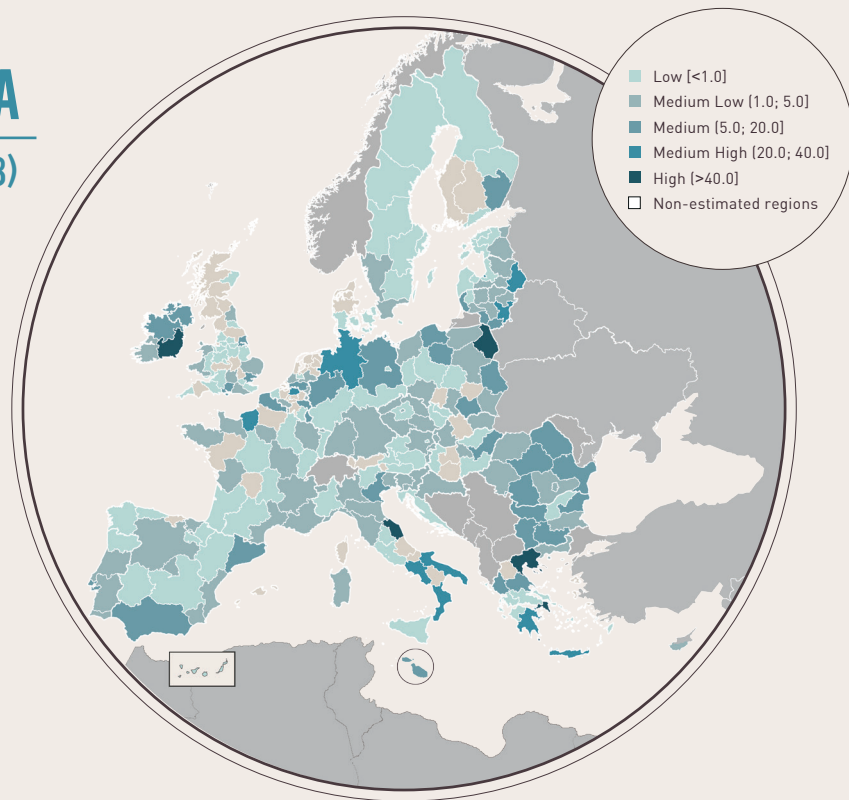 A
3)
Low [<1.0]
Medium Low (1.0; 5.0]
Medium (5.0; 20.0]
Medium High (20.0; 40.0]
High (>40.0]
Non-estimated regions